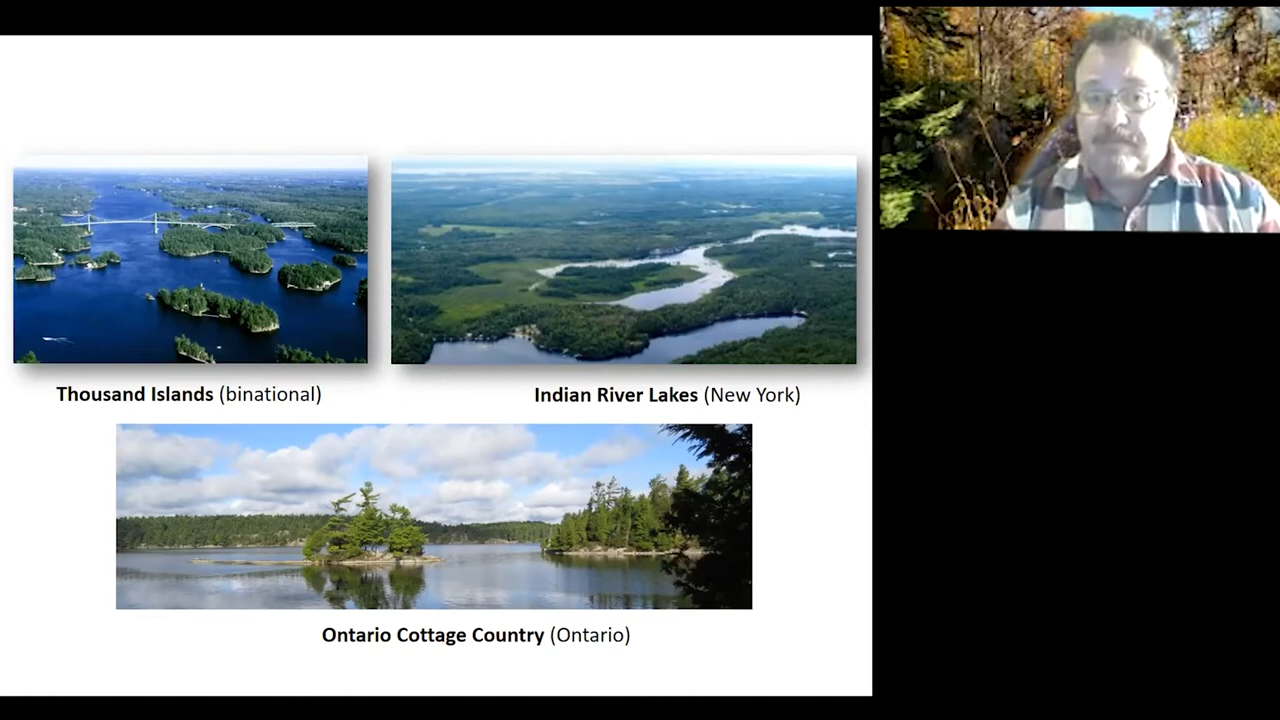 Thousand Islands (binational)
Indian River Lakes (New York)
Ontario Cottage Country (Ontario)